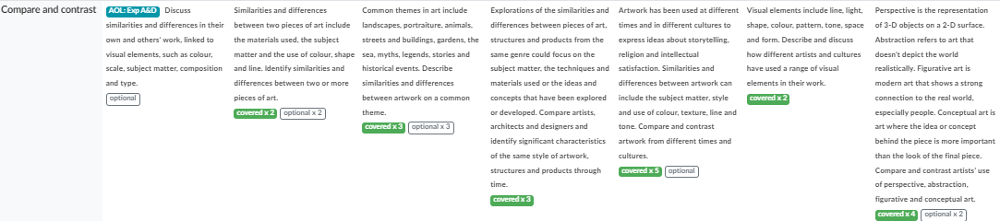 Compare and contrast
AOL: Exp A&D Discuss
similarities and differences in their
own and others' work, linked to
visual elements, such as colour,
scale, subject matter, composition
and type.
optional
Similarities and differences
between two pieces of art include
the materials used, the subject
matter and the use of colour, shape
and line. Identify similarities and
differences between two or more
pieces of art.
covered x 2 optional x 2
Common themes in art include
landscapes, portraiture, animals,
streets and buildings, gardens, the
sea, myths, legends, stories and
historical events. Describe
similarities and differences
between artwork on a common
theme.
covered x 3 optional x 3
Explorations of the similarities and
differences between pieces of art,
structures and products from the
same genre could focus on the
subject matter, the techniques and
materials used or the ideas and
concepts that have been explored
or developed. Compare artists,
architects and designers and
identify significant characteristics
of the same style of artwork,
structures and products through
time.
covered x 3
Artwork has been used at different
times and in different cultures to
express ideas about storytelling,
religion and intellectual
satisfaction. Similarities and
differences between artwork can
include the subject matter, style
and use of colour, texture, line and
tone. Compare and contrast
artwork from different times and
cultures.
covered x 5 optional
Visual elements include line, light,
shape, colour, pattern, tone, space
and form. Describe and discuss
how different artists and cultures
have used a range of visual
elements in their work.
covered x 2
Perspective is the representation
of 3-D objects on a 2-D surface.
Abstraction refers to art that
doesn't depict the world
realistically. Figurative art is
modern art that shows a strong
connection to the real world,
especially people. Conceptual art is
art where the idea or concept
behind the piece is more important
than the look of the final piece.
Compare and contrast artists' use
of perspective, abstraction,
figurative and conceptual art.
covered x 4 optional x 2